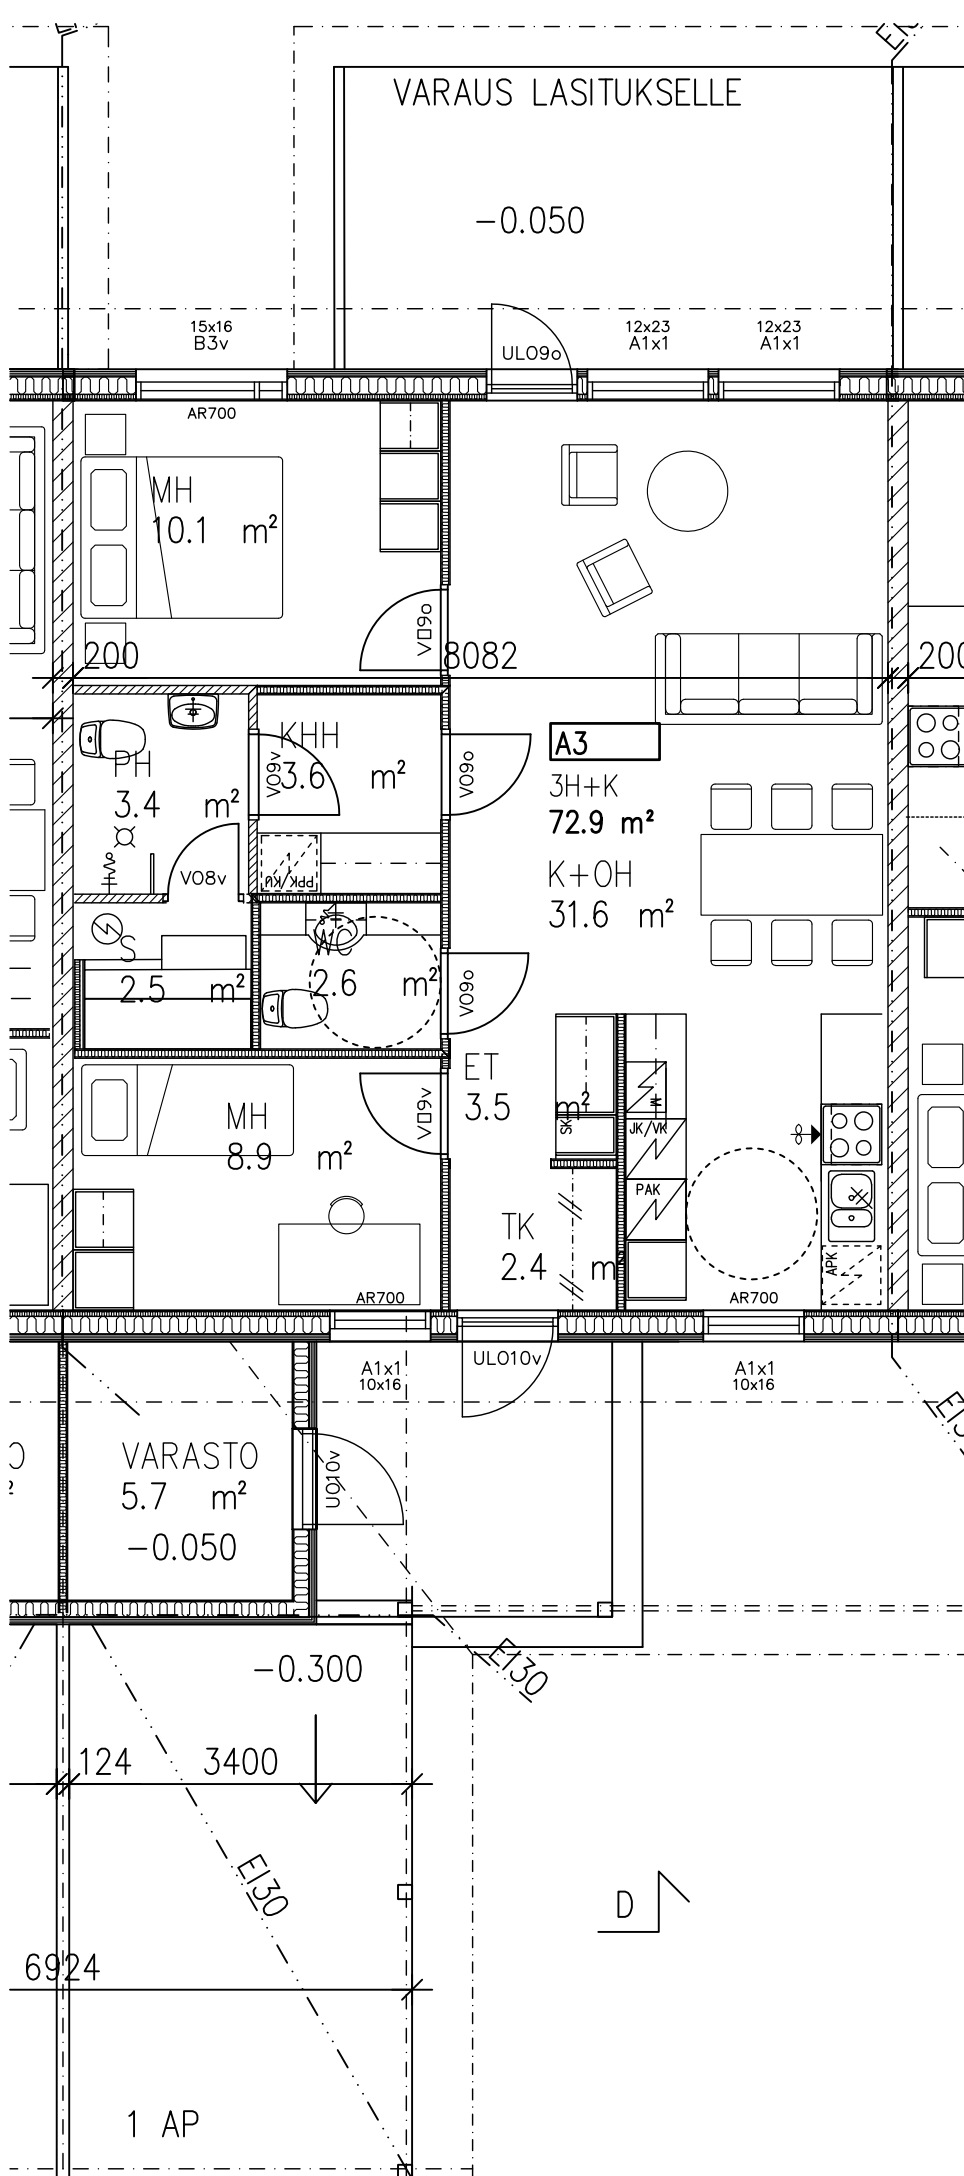 VARAUS LASITUKSELLE
-0.050
15x16
B3v
ULO9o
12x23
A1x1
12x23
A1x1
AR700
MH
10.1 m²
VO9o
200
8082
200
A3
3H+K
72.9 m²
K+OH
31.6 m²
PH
3.4 m²
VO9v
KHH
3.6 m²
VO9o
VO8v
PPK/KU
S
2.5 m²
WC
2.6 m²
VO9o
ET
3.5 m²
SK
M
JK/VK
PAK
MH
8.9 m²
VO9v
TK
2.4 m²
APK
AR700
AR700
A1x1
10x16
ULO10v
A1x1
10x16
VARASTO
5.7 m²
-0.050
UO10v
-0.300
EI30
124
3400
EI30
D
6924
1 AP